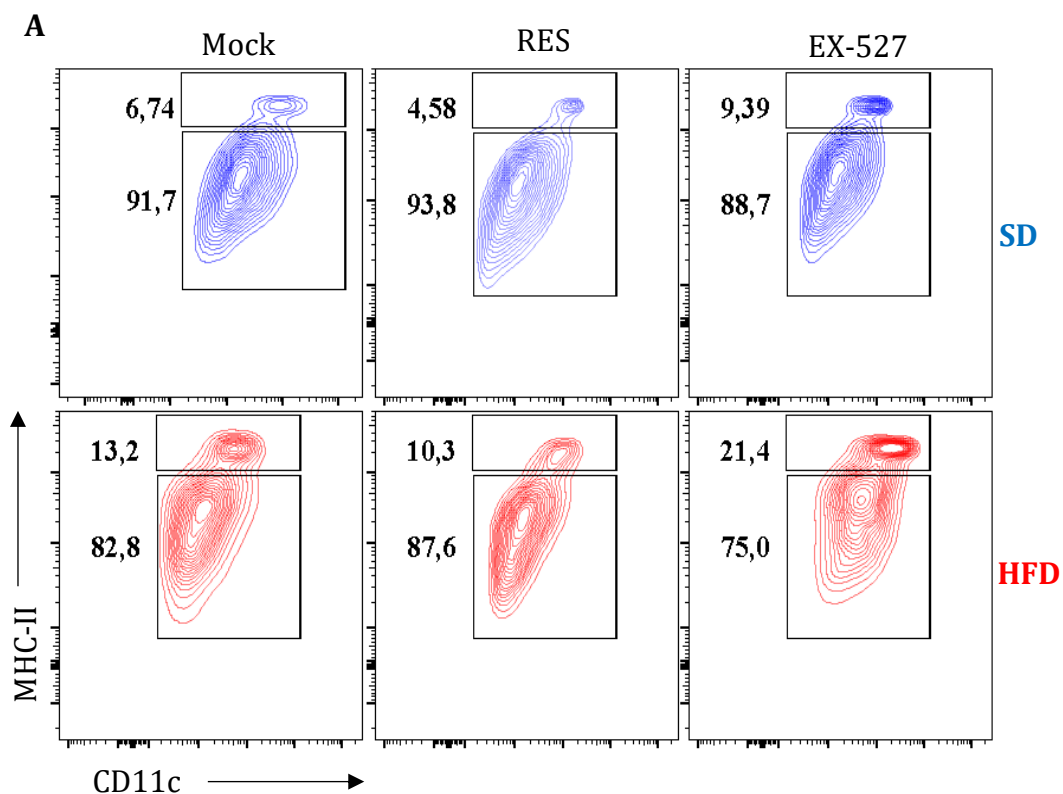 A
Mock
RES
EX-527
6,74
4,58
9,39
91,7
93,8
88,7
SD
13,2
10,3
21,4
82,8
87,6
75,0
HFD
MHC-II
CD11c